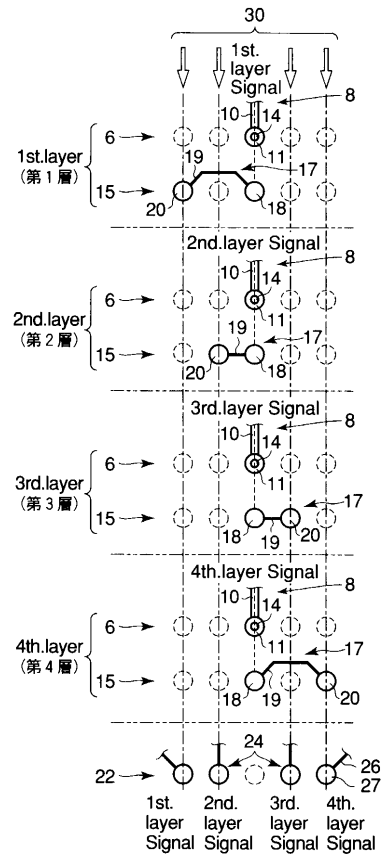 30
1st.
layer
Signal
8
10
14
6
11
1st.layer
(第1層)
19
17
15
20
18
2nd.layer Signal
10
8
14
6
11
2nd.layer
(第2層)
19
17
15
20
18
3rd.layer Signal
10
8
14
6
11
3rd.layer
(第3層)
17
15
18
19
20
4th.layer Signal
10
8
14
6
11
4th.layer
(第4層)
17
15
18
19
20
24
26
22
27
1st.
layer
Signal
2nd.
layer
Signal
3rd.
layer
Signal
4th.
layer
Signal